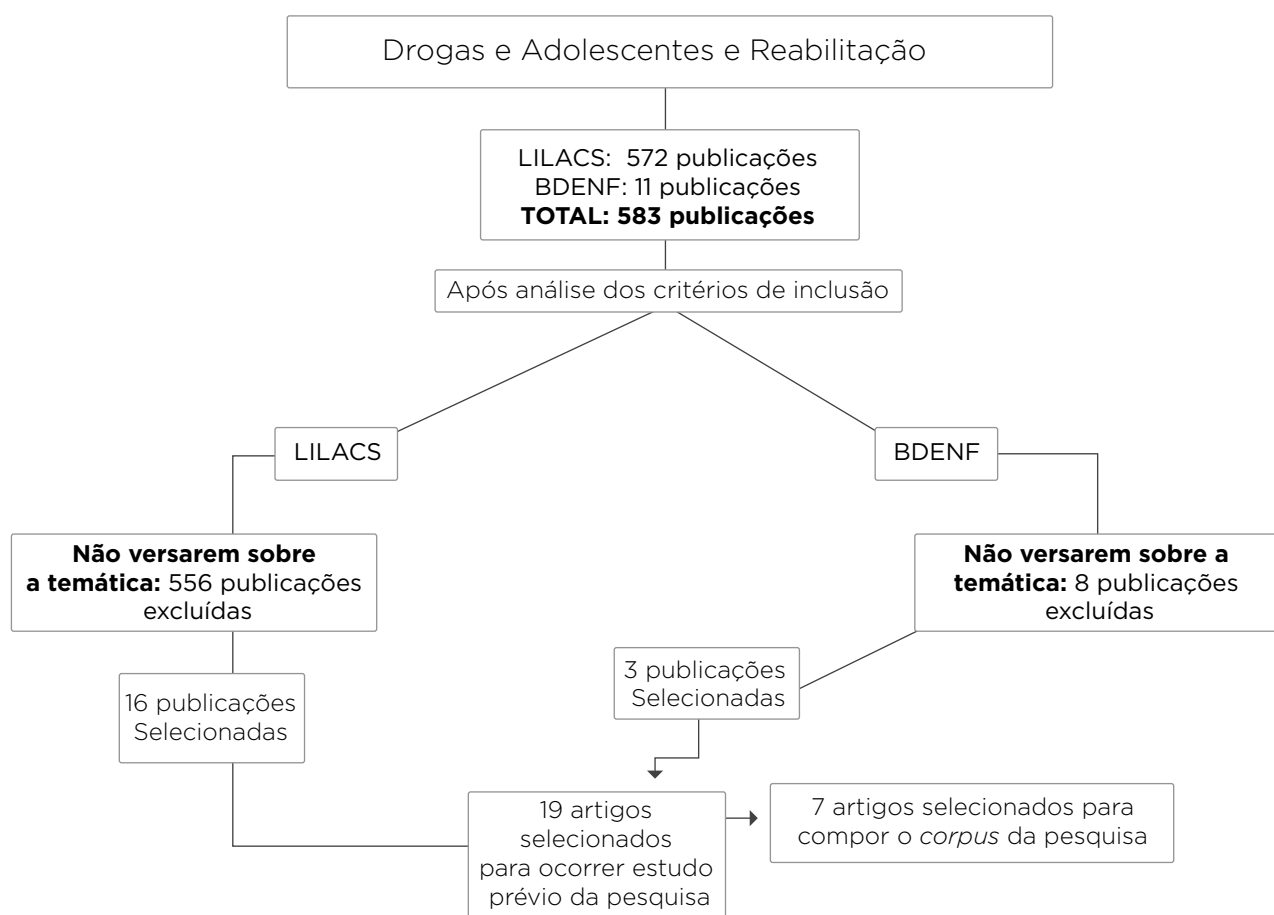 Drogas e Adolescentes e Reabilitação
LILACS: 572 publicações
BDENF: 11 publicações
TOTAL: 583 publicações
Após análise dos critérios de inclusão
LILACS
BDENF
Não versarem sobre
a temática: 556 publicações
excluídas
Não versarem sobre a
temática: 8 publicações
excluídas
16 publicações
Selecionadas
3 publicações
Selecionadas
19 artigos
selecionados
para ocorrer estudo
prévio da pesquisa
7 artigos selecionados para
compor o corpus da pesquisa